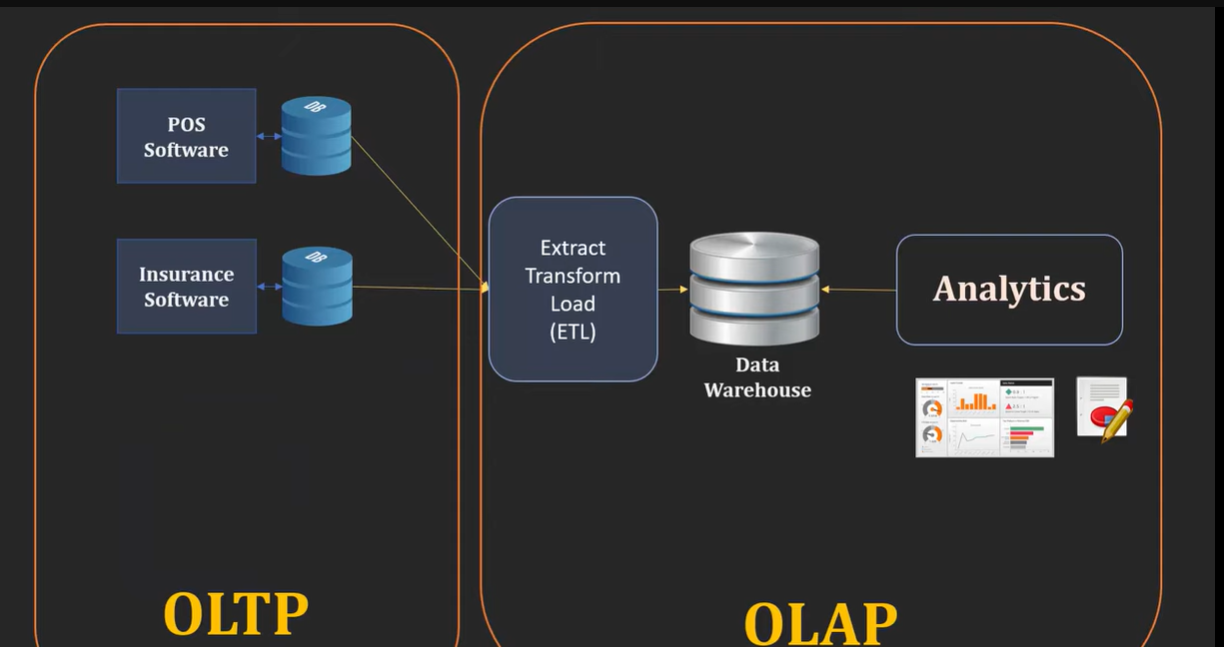 POS
Software
DB
Insurance
Software
DB
Extract
Transform
Load
(ETL)
Data
Warehouse
Analytics
OLTP
OLAP